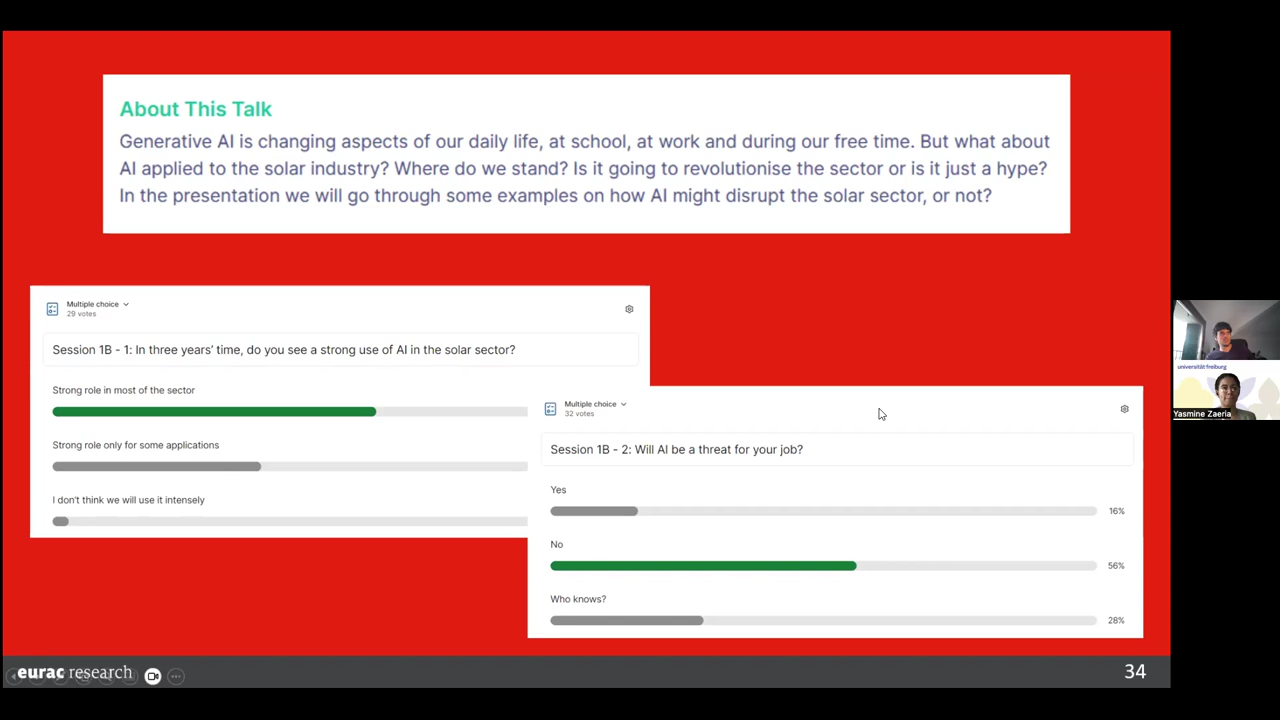 About This Talk
Generative AI is changing aspects of our daily life, at school, at work and during our free time. But what about
AI applied to the solar industry? Where do we stand? Is it going to revolutionise the sector or is it just a hype?
In the presentation we will go through some examples on how AI might disrupt the solar sector, or not?
Multiple choice
29 votes
Session 1B - 1: In three years’ time, do you see a strong use of AI in the solar sector?
Strong role in most of the sector
Strong role only for some applications
I don't think we will use it intensely
Multiple choice
32 votes
Session 1B - 2: Will AI be a threat for your job?
Yes
16%
No
56%
Who knows?
28%
universität freiburg
Yasmine Zaeria
eurac research
34